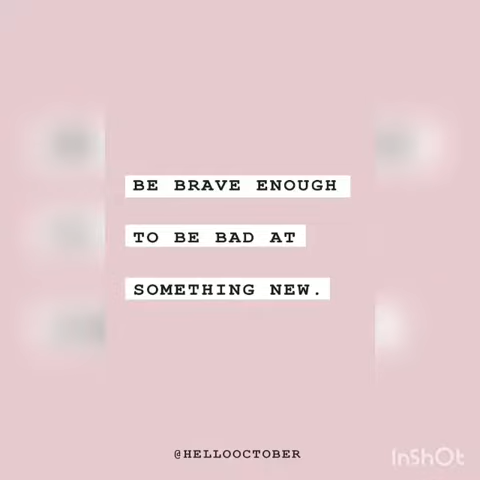 BE BRAVE ENOUGH
TO BE BAD AT
SOMETHING NEW.
@HELLOOCTOBER
InShOt